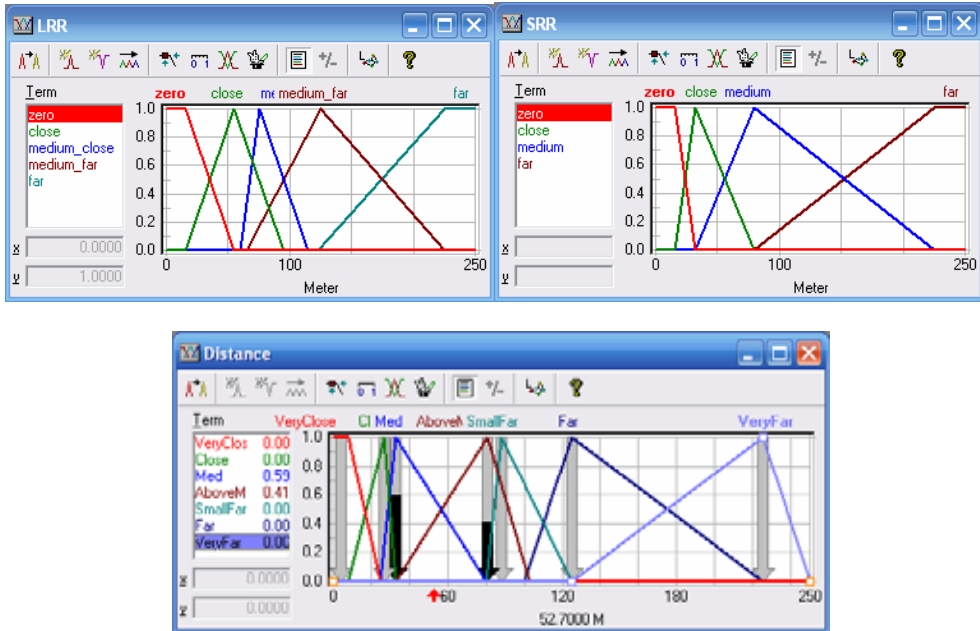 LRR
Term
zero
close
medium_close
medium_far
far
x 0.0000
y 1.0000
zero close me medium_far far
1.0
0.8
0.6
0.4
0.2
0.0
0 100 250
Meter
SRR
Term
zero
close
medium
far
x
y
zero close medium far
1.0
0.8
0.6
0.4
0.2
0.0
0 100 250
Meter
Distance
Term
VeryClos 0.00
Close 0.00
Med 0.59
AboveM 0.41
SmallFar 0.00
Far 0.00
VeryFar 0.00
x 0.0000
y 0.0000
VeryClose Cl Med AboveM SmallFar Far VeryFar
1.0
0.8
0.6
0.4
0.2
0.0
0 60 120 180 250
52.7000 M